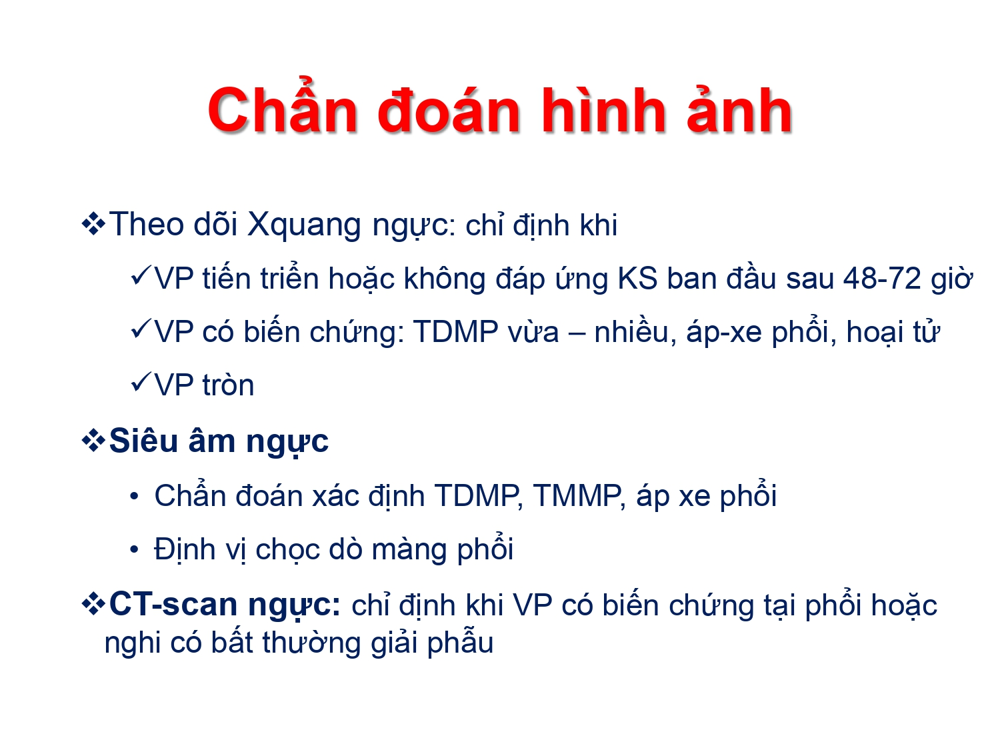 Chẩn đoán hình ảnh
❖Theo dõi Xquang ngực: chỉ định khi
✓VP tiến triển hoặc không đáp ứng KS ban đầu sau 48-72 giờ
✓VP có biến chứng: TDMP vừa – nhiều, áp-xe phổi, hoại tử
✓VP tròn
❖Siêu âm ngực
• Chẩn đoán xác định TDMP, TMMP, áp xe phổi
• Định vị chọc dò màng phổi
❖CT-scan ngực: chỉ định khi VP có biến chứng tại phổi hoặc
nghi có bất thường giải phẫu